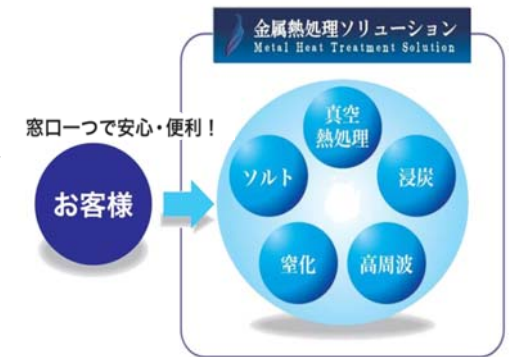 金属熱処理ソリューション
Metal Heat Treatment Solution
窓口一つで安心・便利！
お客様
真空
熱処理
ソルト
浸炭
窒化
高周波